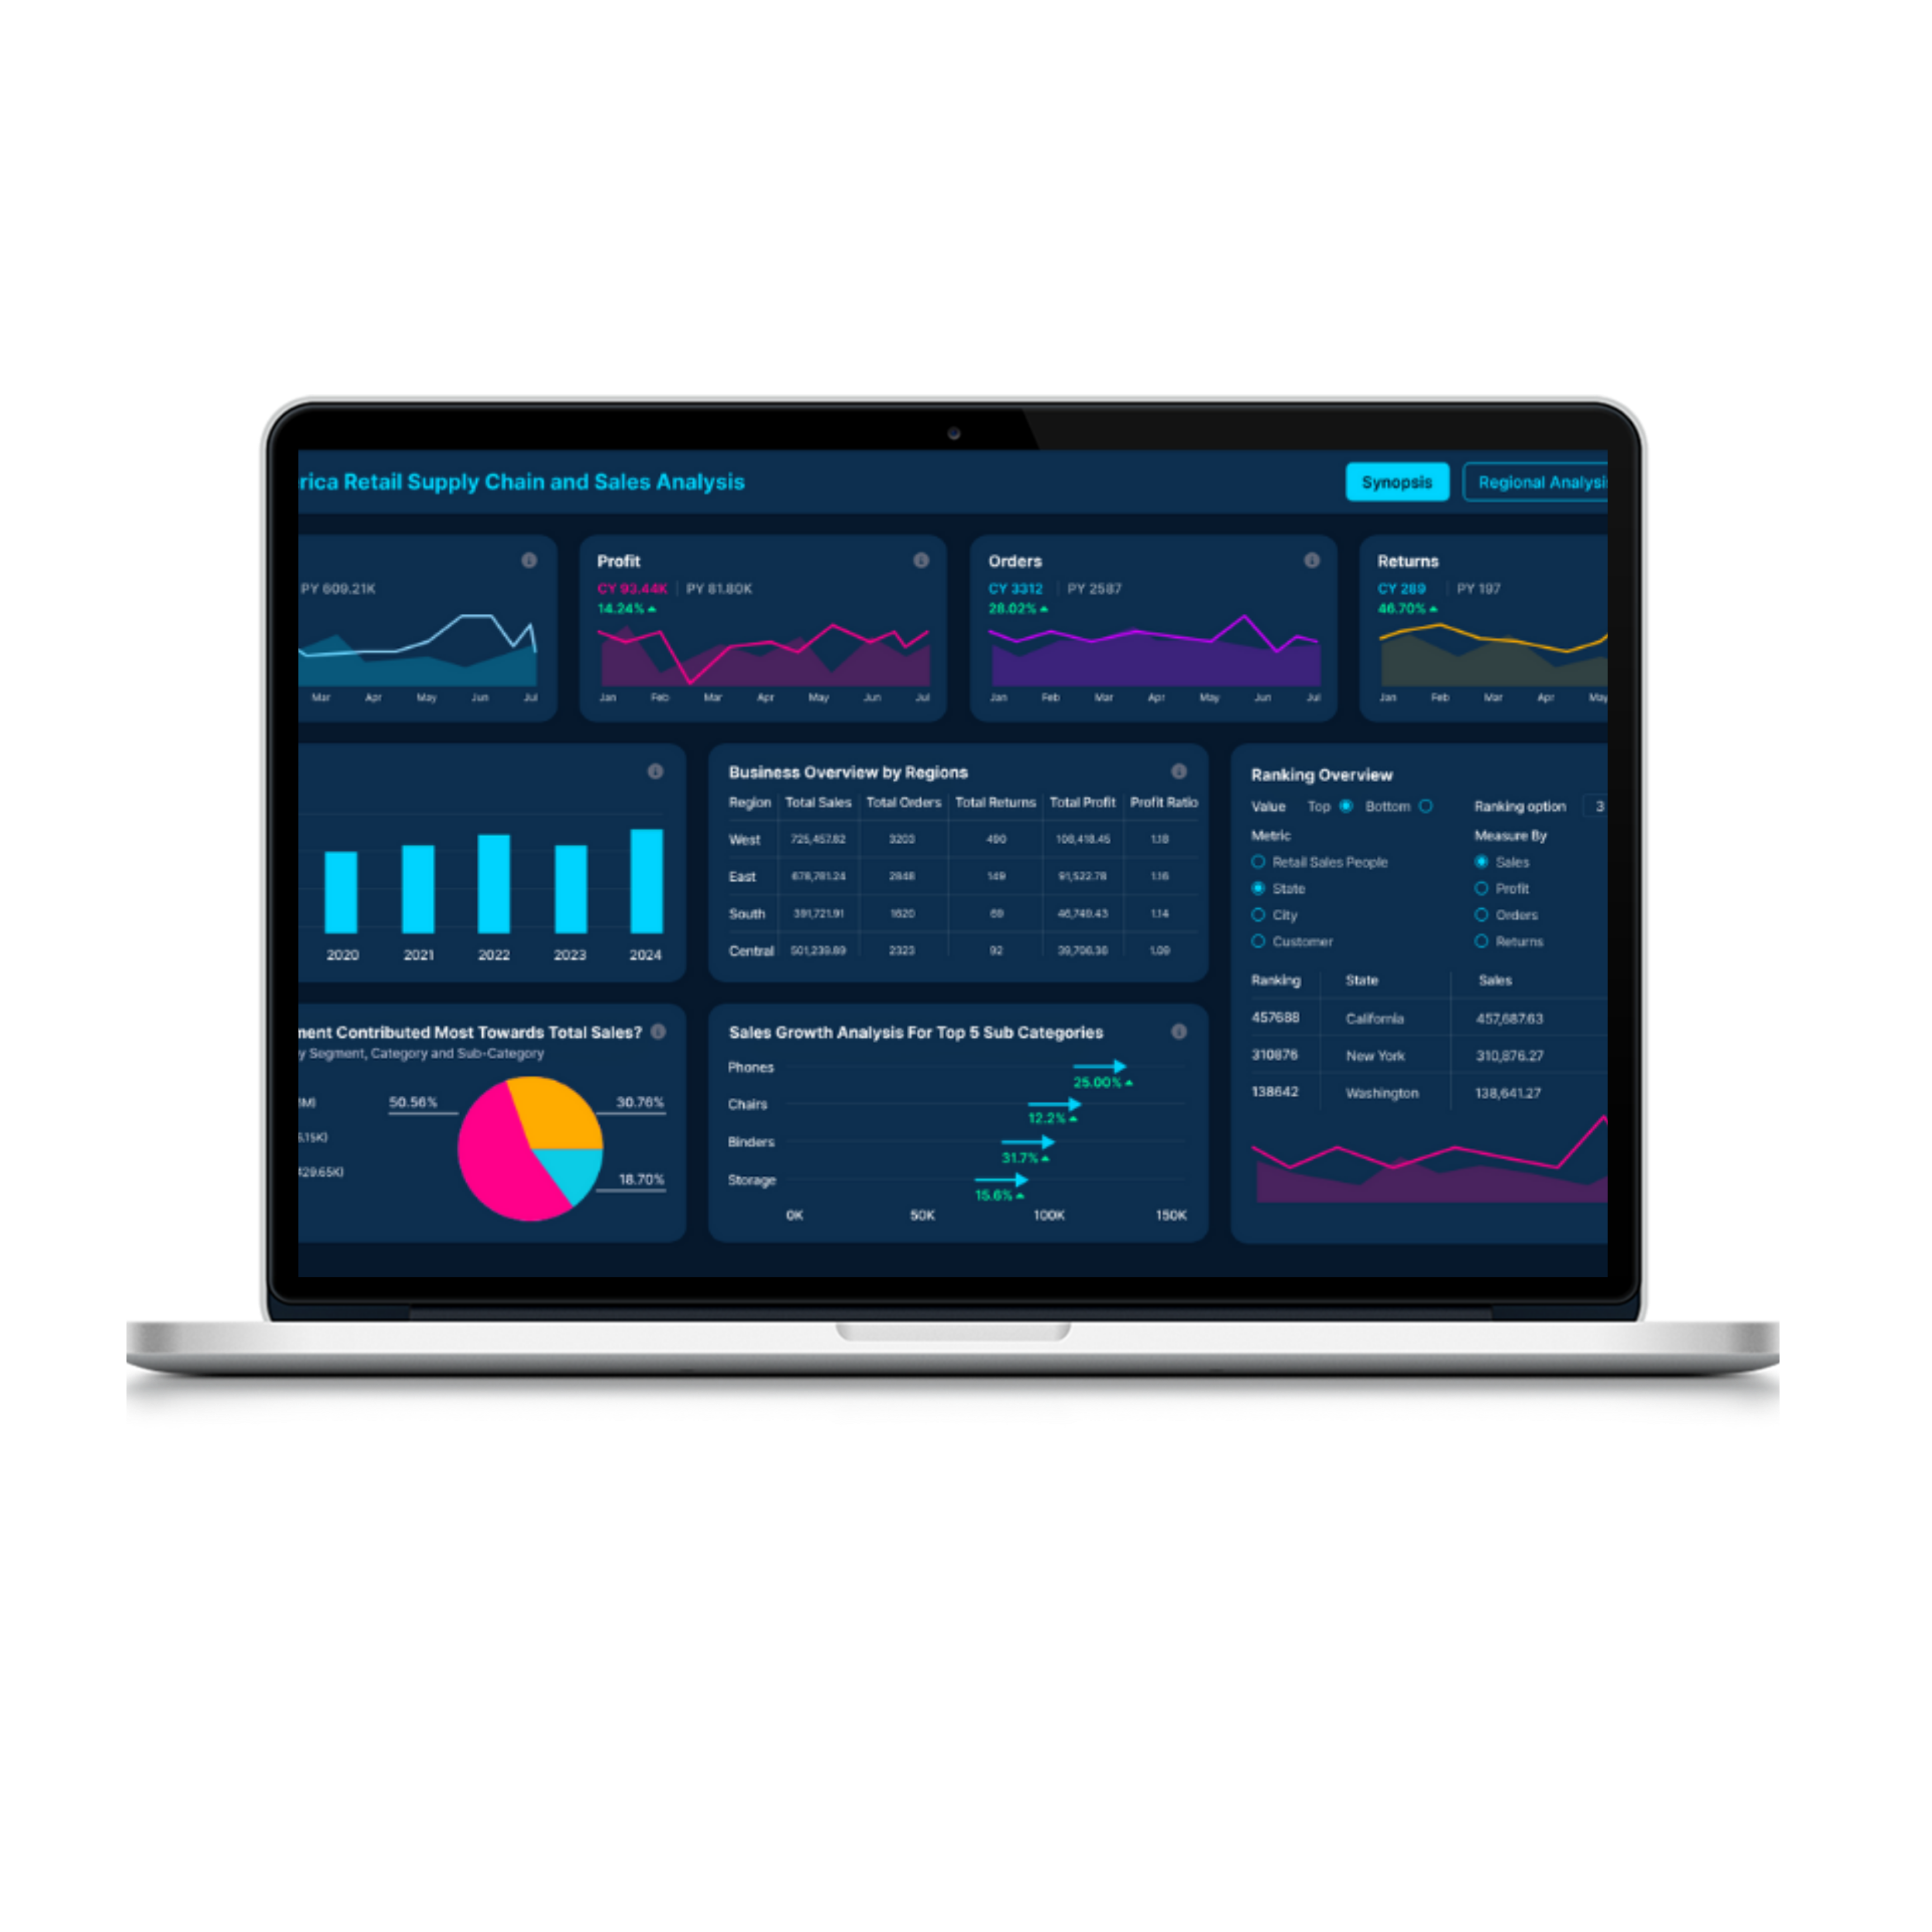 rica Retail Supply Chain and Sales Analysis
Synopsis
Regional Analysis
PY 609.21K
Mar Apr May Jun Jul
Profit
CY 93.44K PY 81.80K
14.24%
Jan Feb Mar Apr May Jun Jul
Orders
CY 3312 PY 2587
28.02%
Jan Feb Mar Apr May Jun Jul
Returns
CY 289 PY 197
46.70%
Jan Feb Mar Apr May
2020 2021 2022 2023 2024
Business Overview by Regions
Region Total Sales Total Orders Total Returns Total Profit Profit Ratio
West 725,457.82 3203 490 108,418.45 1.18
East 678,781.24 2848 149 91,522.78 1.16
South 391,721.91 1620 69 46,749.43 1.14
Central 501,239.89 2323 92 39,706.36 1.09
Ranking Overview
Value Top Bottom Ranking option 3
Metric Measure By
Retail Sales People Sales
State Profit
City Orders
Customer Returns
Ranking State Sales
457688 California 457,687.63
310876 New York 310,876.27
138642 Washington 138,641.27
ment Contributed Most Towards Total Sales?
y Segment, Category and Sub-Category
50.56%
30.76%
18.70%
Sales Growth Analysis For Top 5 Sub Categories
Phones
25.00%
Chairs
12.2%
Binders
31.7%
Storage
15.6%
0K 50K 100K 150K